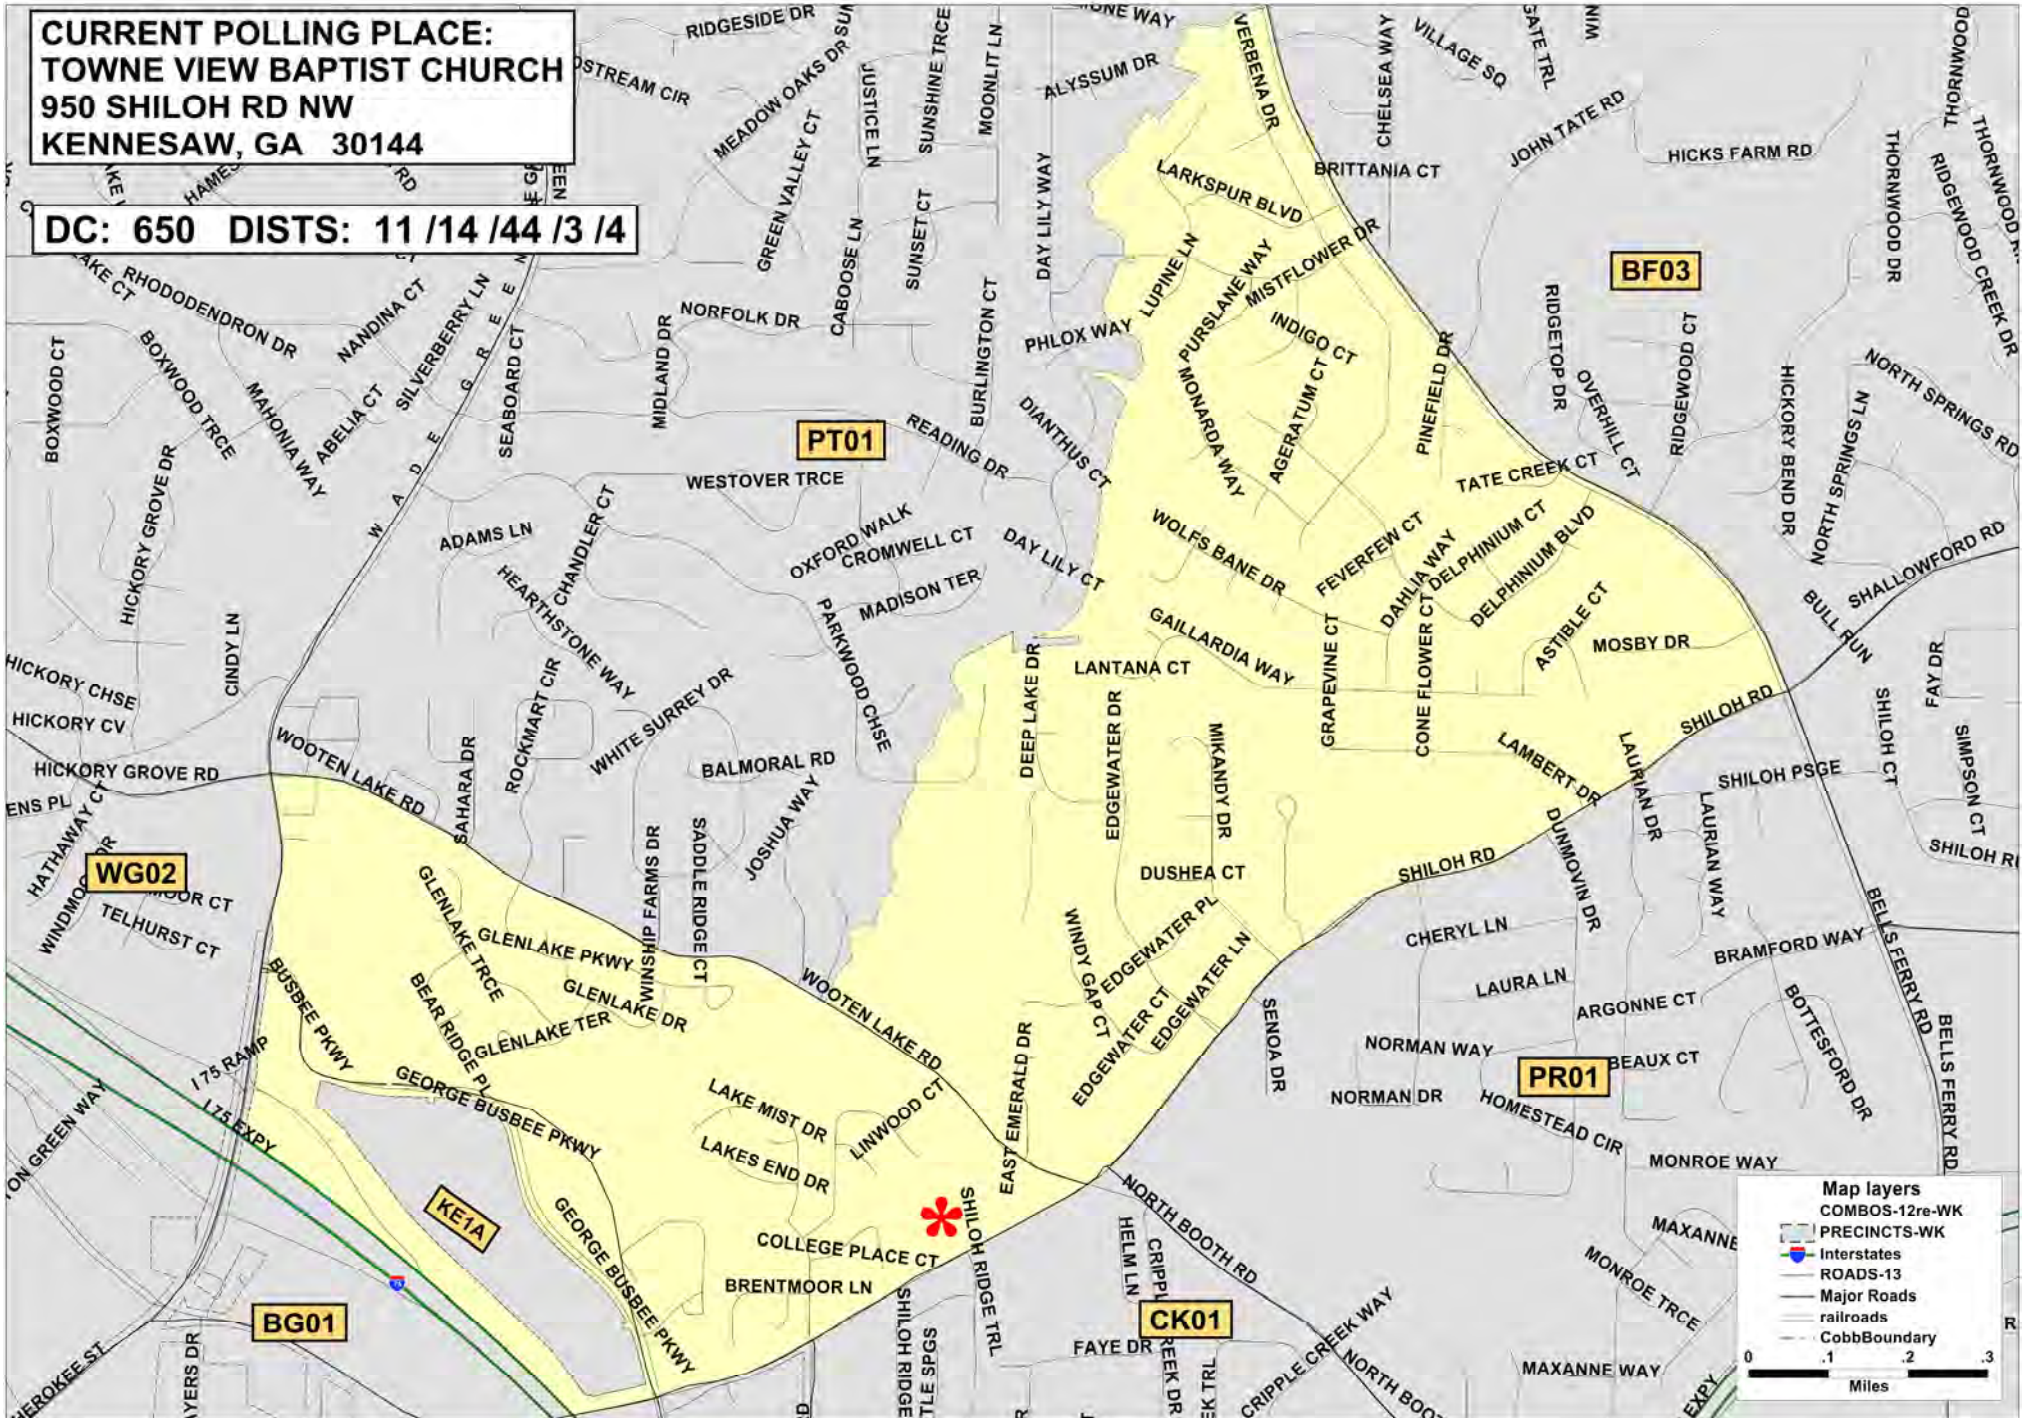 CURRENT POLLING PLACE:
TOWNE VIEW BAPTIST CHURCH
950 SHILOH RD NW
KENNESAW, GA 30144
DC: 650 DISTS: 11 /14 /44 /3 /4
RIDGESIDE DR
MEADOW OAKS DR
JUSTICE LN
SUNSHINE TRCE
MOONLIT LN
ALYSSUM DR
VERBENA DR
CHELSEA WAY
VILLAGE SQ
GATE TRL
JOHN TATE RD
HICKS FARM RD
THORNWOOD DR
RIDGEWOOD CREEK DR
GREEN VALLEY CT
CABOOSE LN
SUNSET CT
DAY LILY WAY
LARKSPUR BLVD
BRITTANIA CT
BF03
RHODODENDRON DR
NANDINA CT
SILVERBERRY LN
WADE GREEN
SEABOARD CT
NORFOLK DR
MIDLAND DR
BURLINGTON CT
PHLOX WAY
LUPINE LN
PURSLANE WAY
MISTFLOWER DR
INDIGO CT
PINEFIELD DR
RIDGETOP DR
RIDGEWOOD CT
OVERHILL CT
HICKORY BEND DR
NORTH SPRINGS LN
NORTH SPRINGS RD
BOXWOOD CT
BOXWOOD TRCE
MAHONIA WAY
ABELIA CT
PT01
READING DR
DIANTHUS CT
MONARDA WAY
AGERATUM CT
TATE CREEK CT
HICKORY GROVE DR
WESTOVER TRCE
ADAMS LN
CHANDLER CT
HEARTHSTONE WAY
OXFORD WALK
CROMWELL CT
MADISON TER
DAY LILY CT
WOLFS BANE DR
FEVERFEW CT
DAHLIA WAY
DELPHINIUM CT
DELPHINIUM BLVD
SHALLOWFORD RD
BULL RUN
CINDY LN
PARKWOOD CHSE
GAILLARDIA WAY
LANTANA CT
GRAPEVINE CT
CONE FLOWER CT
ASTIBLE CT
MOSBY DR
FAY DR
HICKORY CHSE
HICKORY CV
HICKORY GROVE RD
WOOTEN LAKE RD
SAHARA DR
ROCKMART CIR
WHITE SURREY DR
BALMORAL RD
JOSHUA WAY
DEEP LAKE DR
EDGEWATER DR
MIKANDY DR
LAMBERT DR
LAURIAN DR
SHILOH RD
SHILOH PSGE
SHILOH CT
SIMPSON CT
ENS PL
HATHAWAY CT
WG02
TELHURST CT
WINSHIP FARMS DR
SADDLE RIDGE CT
GLENLAKE TRCE
GLENLAKE PKWY
GLENLAKE DR
GLENLAKE TER
BEAR RIDGE PL
DUSHEA CT
SHILOH RD
DUNMOVIN DR
LAURIAN WAY
BELLS FERRY RD
CHERYL LN
BRAMFORD WAY
WINDY GAP CT
EDGEWATER PL
EDGEWATER LN
EDGEWATER CT
WOOTEN LAKE RD
BUSBEE PKWY
I 75 RAMP
I 75 EXPY
GEORGE BUSBEE PKWY
LAURA LN
ARGONNE CT
BOTTESFORD DR
SENOA DR
NORMAN WAY
NORMAN DR
PR01
BEAUX CT
HOMESTEAD CIR
BELLS FERRY RD
MONROE WAY
LAKE MIST DR
LINWOOD CT
LAKES END DR
EAST EMERALD DR
KE1A
GEORGE BUSBEE PKWY
COLLEGE PLACE CT
BRENTMOOR LN
SHILOH RIDGE TRL
NORTH BOOTH RD
HELM LN
CK01
FAYE DR
CRIPPLE CREEK WAY
MAXANNE
MONROE TRCE
MAXANNE WAY
BG01
Map layers
COMBOS-12re-WK
PRECINCTS-WK
Interstates
ROADS-13
Major Roads
railroads
CobbBoundary
0 .1 .2 .3
Miles